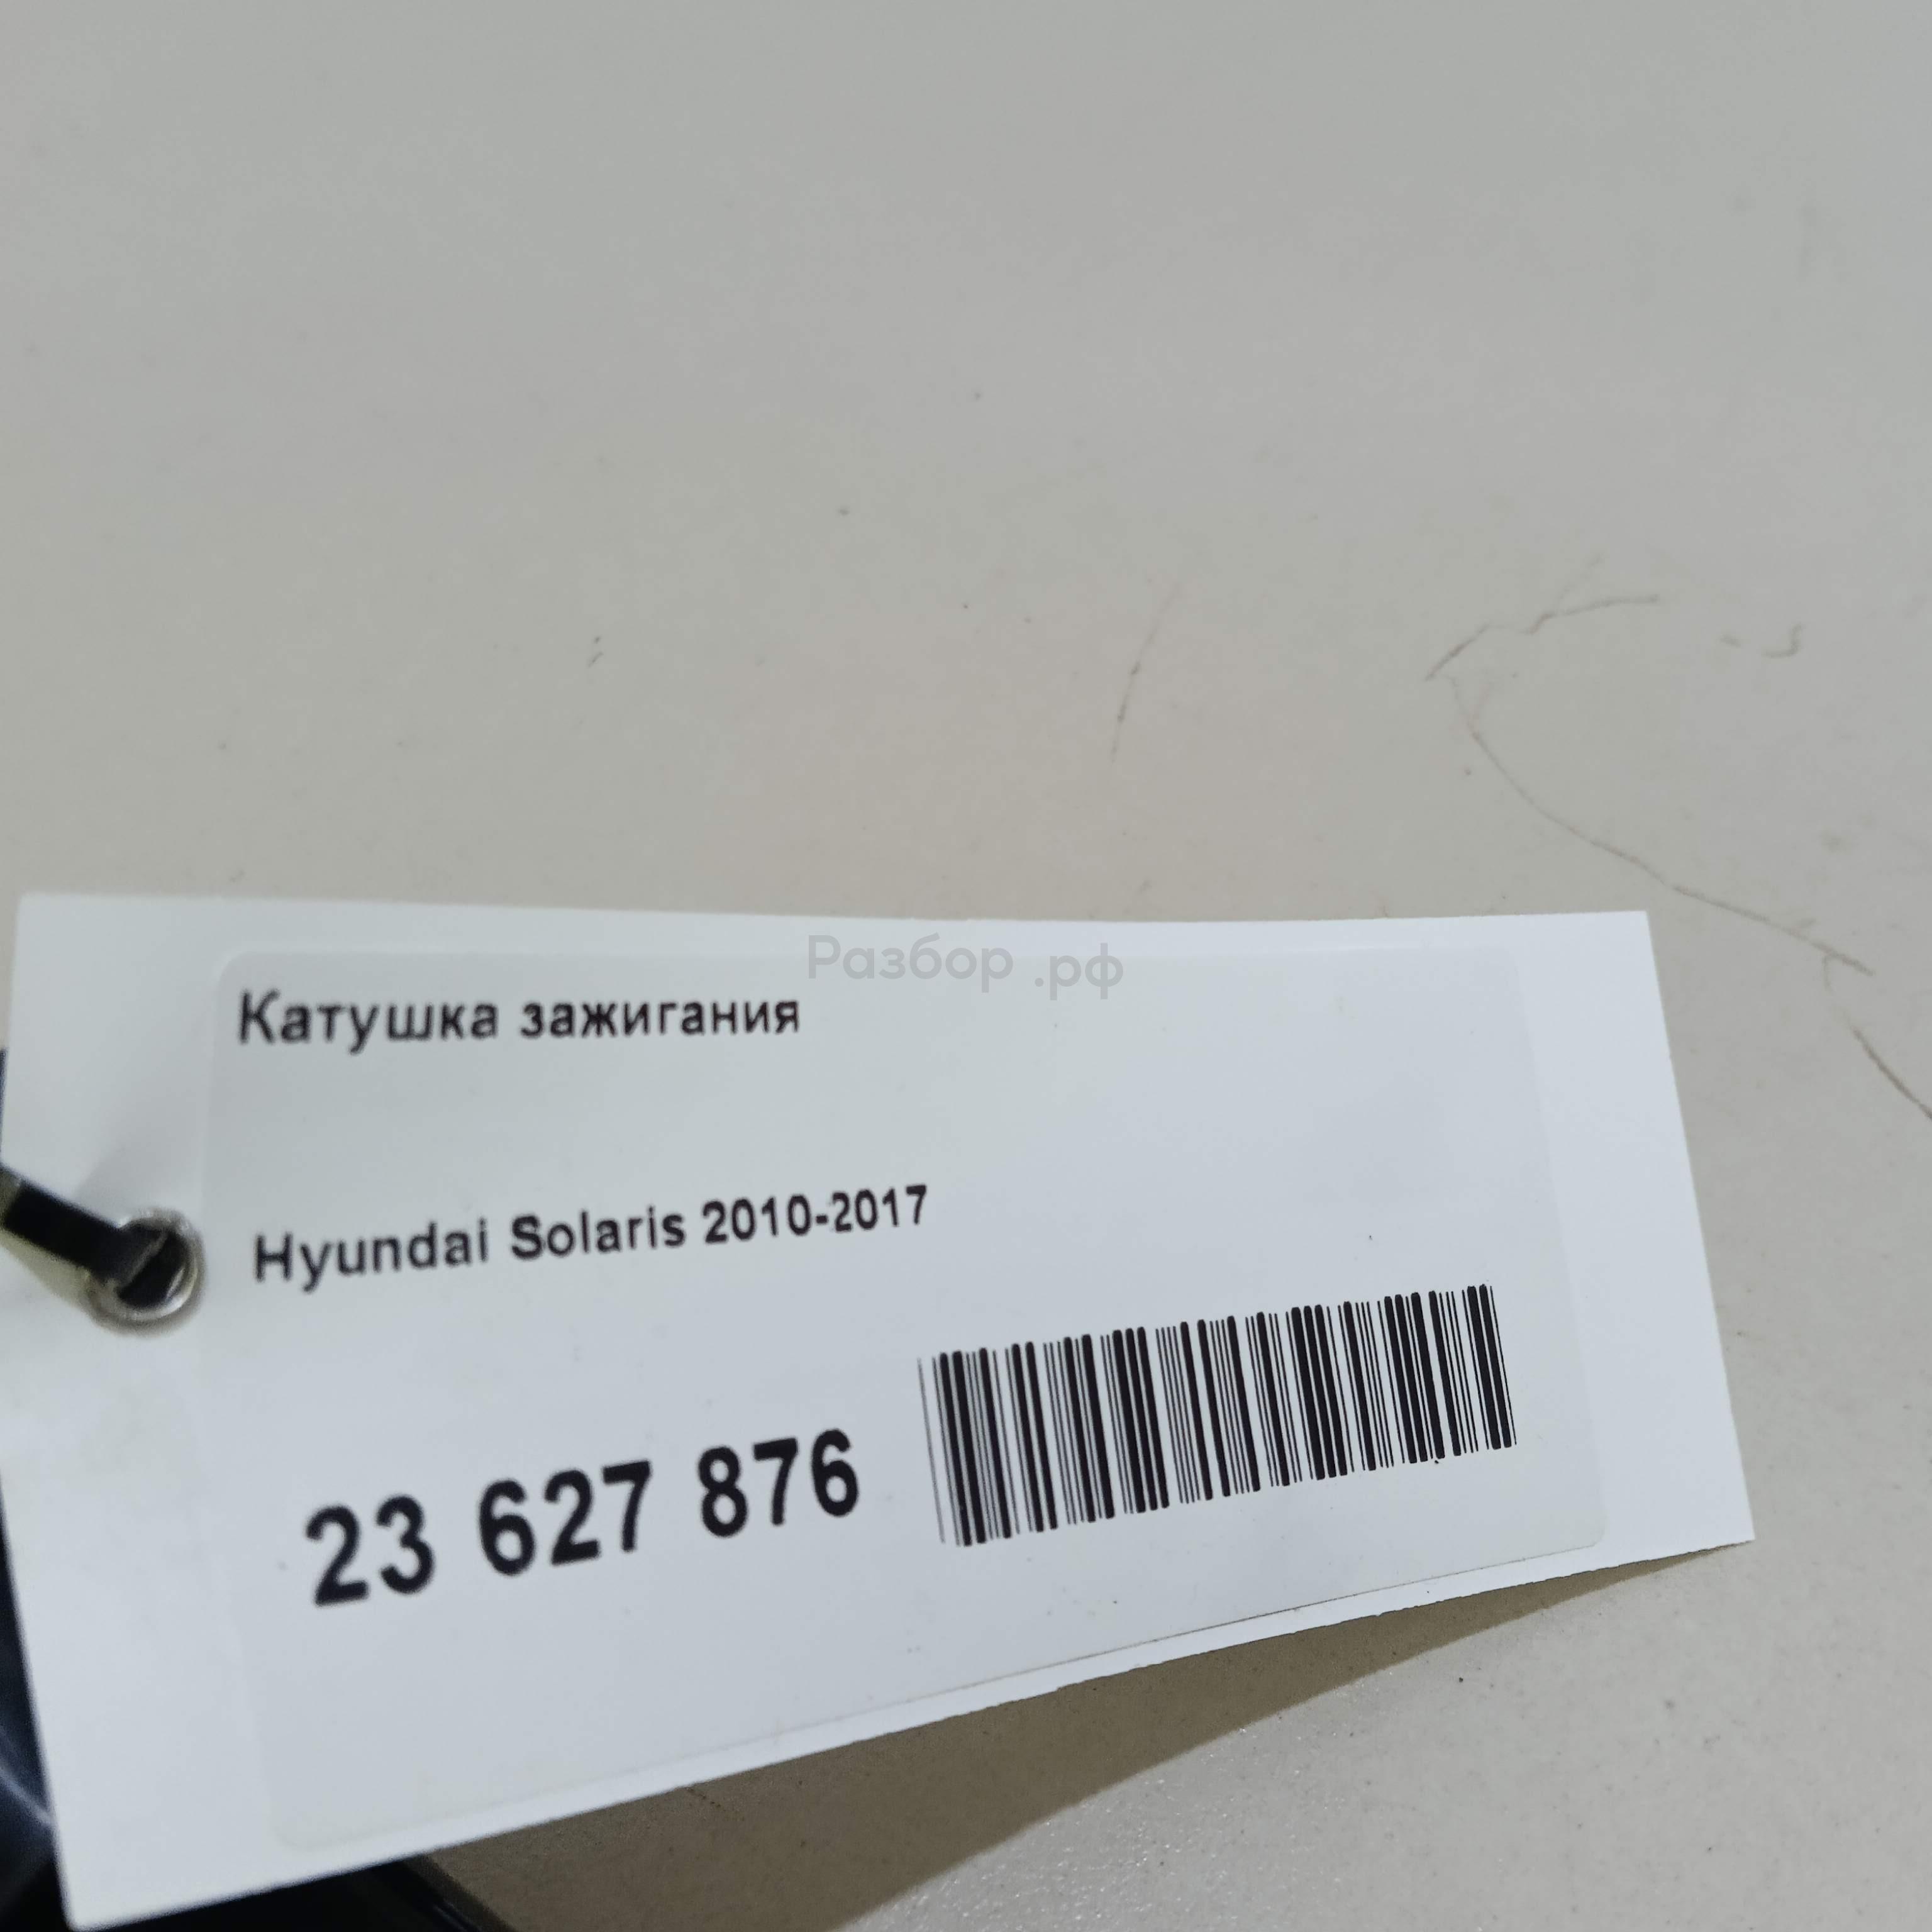 Разбор .рф
Катушка зажигания
Hyundai Solaris 2010-2017
23 627 876